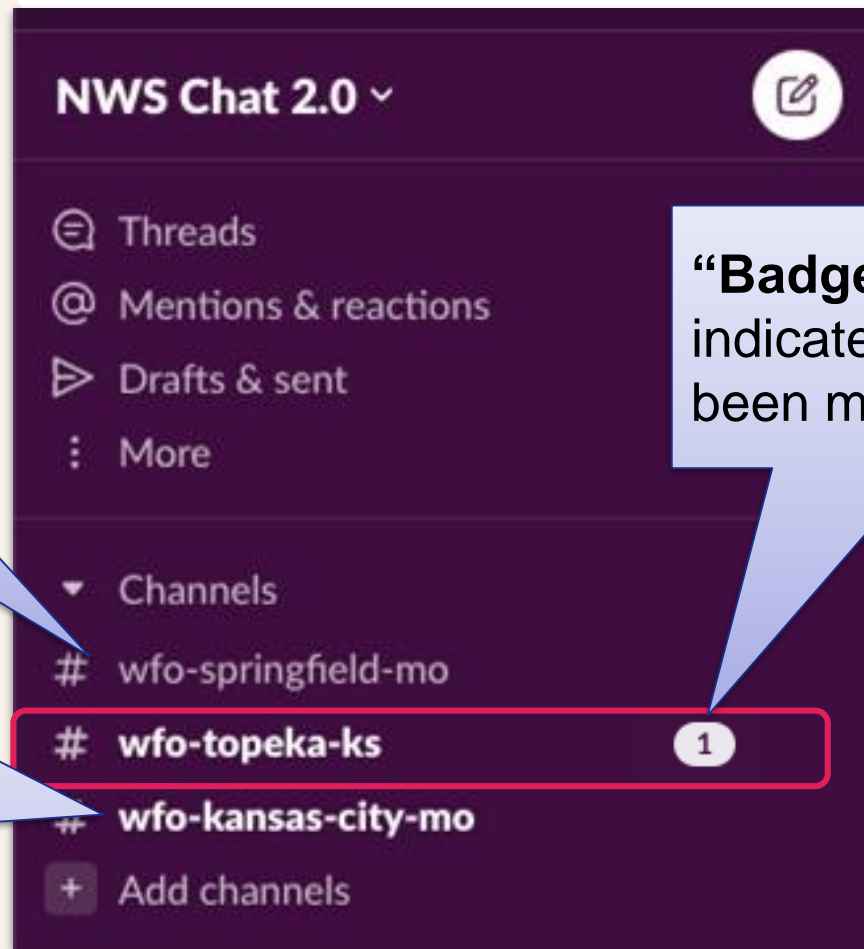 NWS Chat 2.0
Threads
Mentions & reactions
Drafts & sent
More
“Badge
indicate
been m
Channels
# wfo-springfield-mo
# wfo-topeka-ks 1
# wfo-kansas-city-mo
+ Add channels